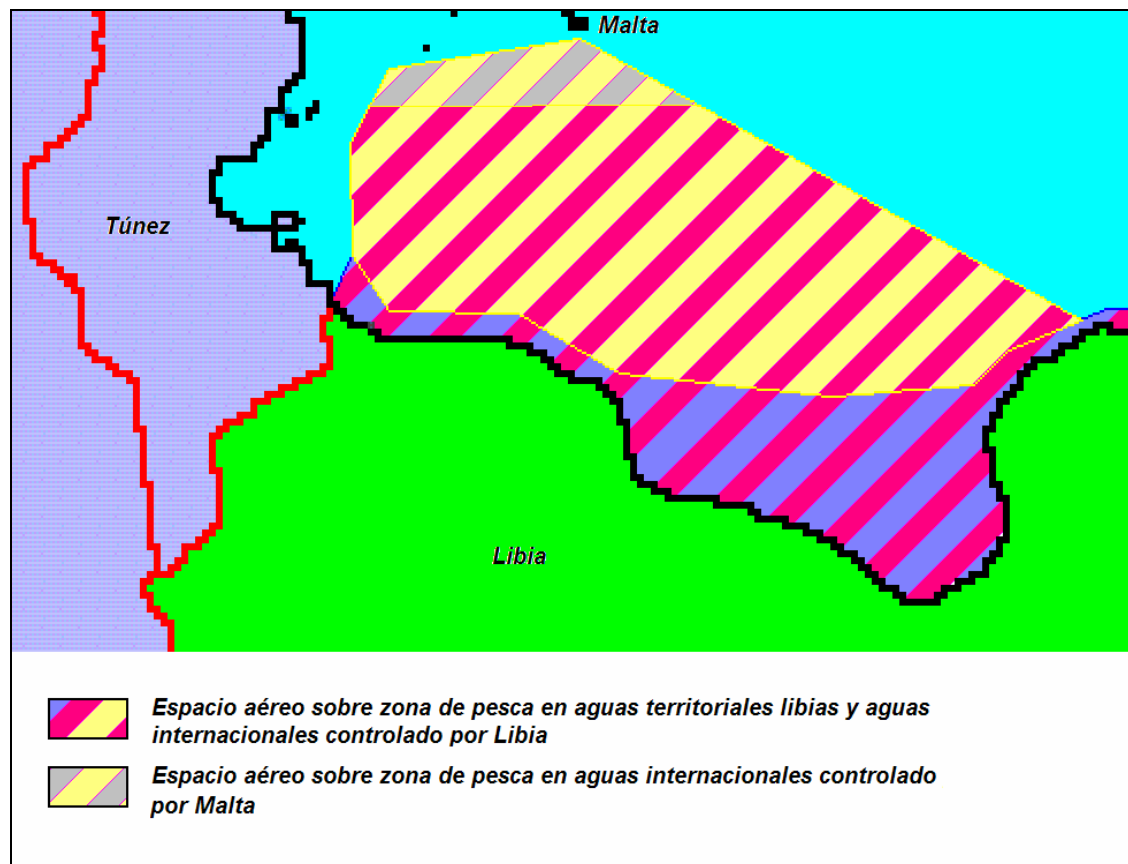 Malta
Túnez
Libia
Espacio aéreo sobre zona de pesca en aguas territoriales libias y aguas
internacionales controlado por Libia
Espacio aéreo sobre zona de pesca en aguas internacionales controlado
por Malta